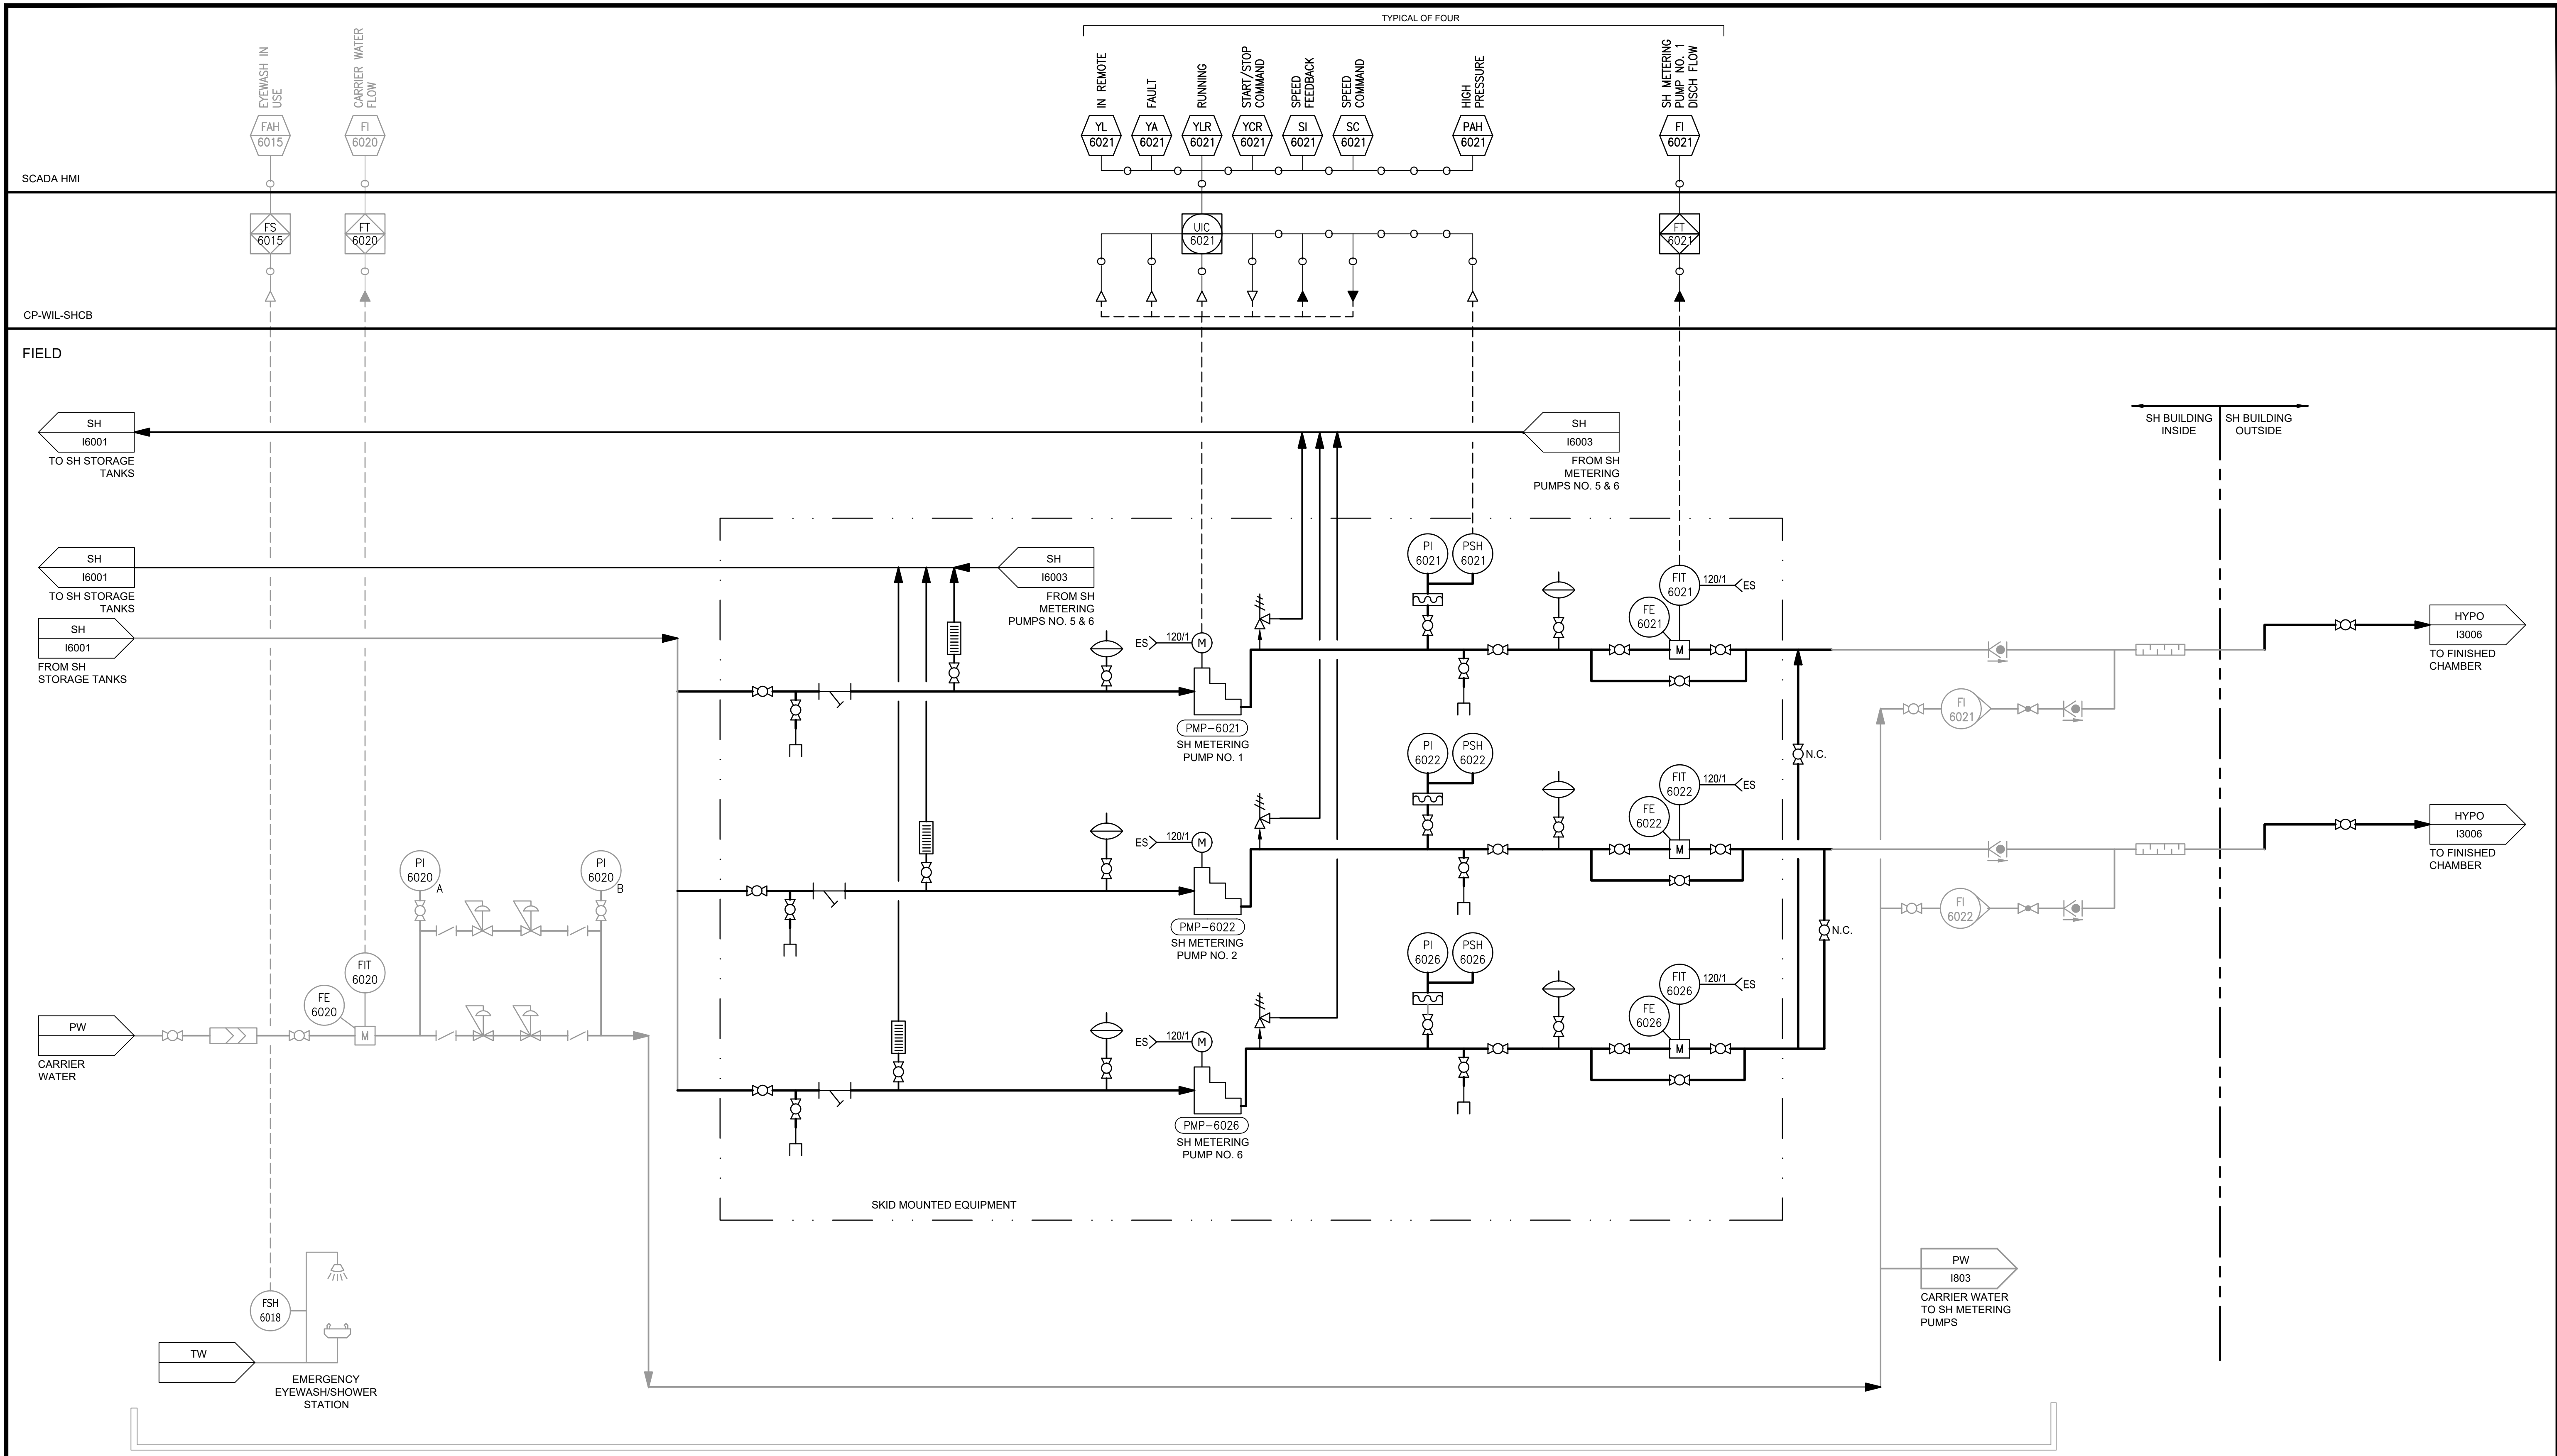 TYPICAL OF FOUR
EYEWASH IN
USE
CARRIER WATER
FLOW
IN REMOTE
FAULT
RUNNING
START/STOP
COMMAND
SPEED
FEEDBACK
SPEED
COMMAND
HIGH
PRESSURE
SH METERING
PUMP NO. 1
DISCH FLOW
FAH
6015
FI
6020
YL
6021
YA
6021
YLR
6021
YCR
6021
SI
6021
SC
6021
PAH
6021
FI
6021
SCADA HMI
FS
6015
FT
6020
UIC
6021
FT
6021
CP-WIL-SHCB
FIELD
SH
I6001
TO SH STORAGE
TANKS
SH
I6003
FROM SH
METERING
PUMPS NO. 5 & 6
SH BUILDING
INSIDE
SH BUILDING
OUTSIDE
SH
I6001
TO SH STORAGE
TANKS
SH
I6003
FROM SH
METERING
PUMPS NO. 5 & 6
SH
I6001
FROM SH
STORAGE TANKS
PI
6021
PSH
6021
FIT
6021
120/1
ES
FE
6021
M
ES
120/1
M
PMP-6021
SH METERING
PUMP NO. 1
HYPO
I3006
TO FINISHED
CHAMBER
FI
6021
N.C.
PI
6022
PSH
6022
FIT
6022
120/1
ES
FE
6022
M
ES
120/1
M
PMP-6022
SH METERING
PUMP NO. 2
HYPO
I3006
TO FINISHED
CHAMBER
FI
6022
N.C.
PI
6020
A
PI
6020
B
FIT
6020
FE
6020
M
PW
CARRIER
WATER
PI
6026
PSH
6026
FIT
6026
120/1
ES
FE
6026
M
ES
120/1
M
PMP-6026
SH METERING
PUMP NO. 6
SKID MOUNTED EQUIPMENT
PW
I803
CARRIER WATER
TO SH METERING
PUMPS
FSH
6018
TW
EMERGENCY
EYEWASH/SHOWER
STATION